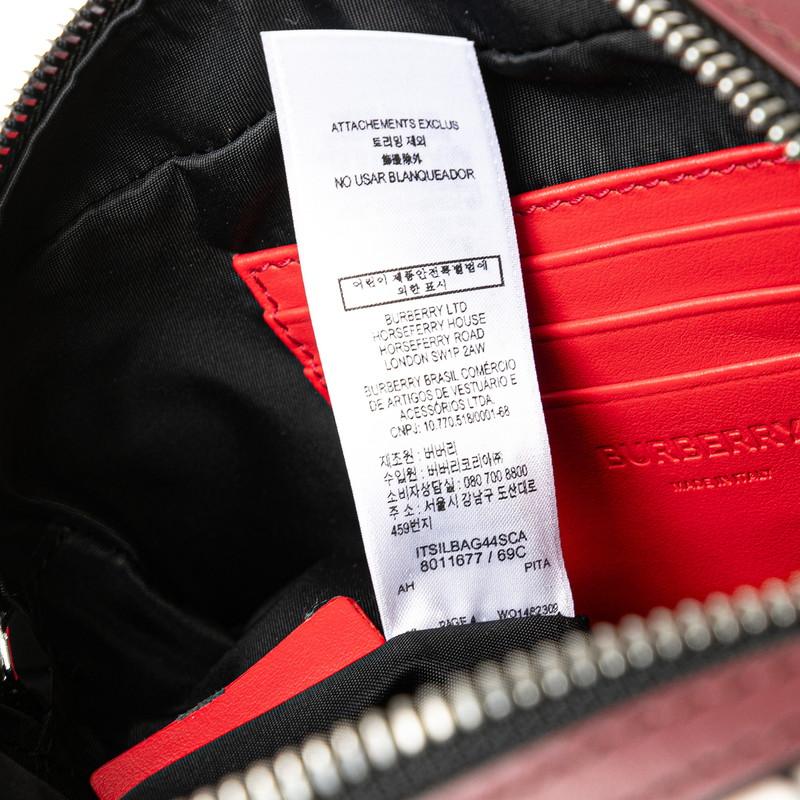 ATTACHEMENTS EXCLUS
토리밍 제외
飾邊除外
NO USAR BLANQUEADOR
어린이 제품안전특별법에
의한 표시
BURBERRY LTD
HORSEFERRY HOUSE
HORSEFERRY ROAD
LONDON SW1P 2AW
BURBERRY BRASIL COMÉRCIO
DE ARTIGOS DE VESTUÁRIO E
ACESSÓRIOS LTDA.
CNPJ: 10.770.518/0001-68
제조원 : 버버리
수입원 : 버버리코리아㈜
소비자상담실 : 080 700 8800
주 소 : 서울시 강남구 도산대로
459번지
ITSILBAG44SCA
8011677 / 69C
AH PITA
PAGE 4 WO1462309
BURBERRY
MADE IN ITALY